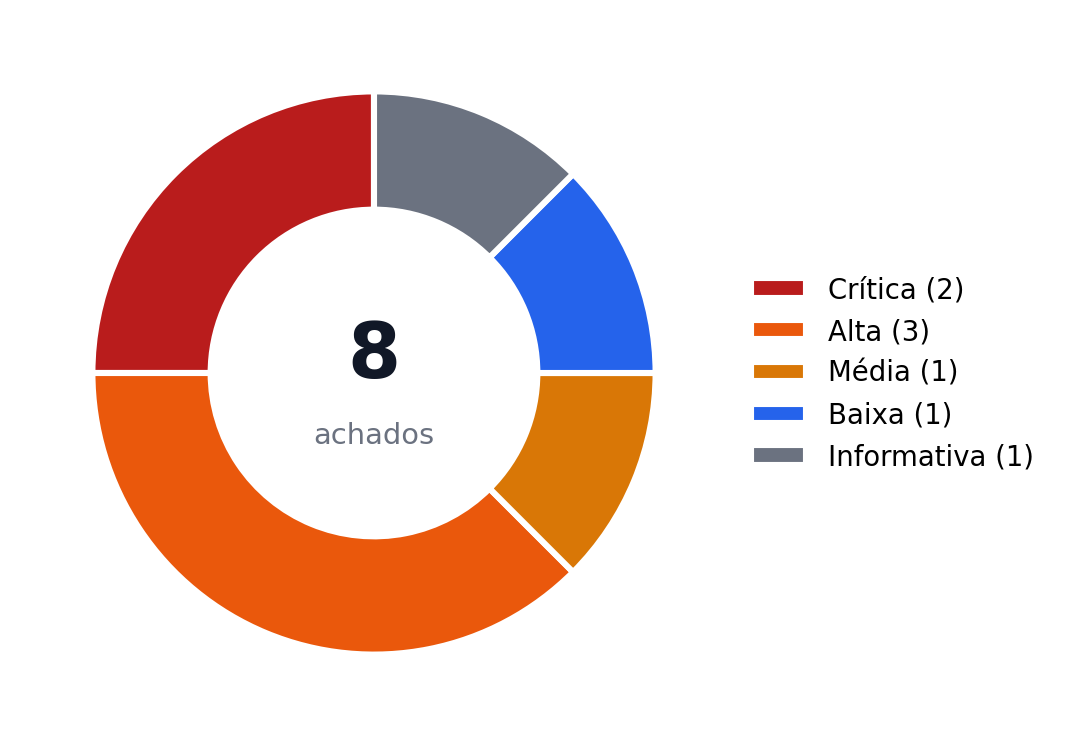 8
achados
Crítica (2)
Alta (3)
Média (1)
Baixa (1)
Informativa (1)